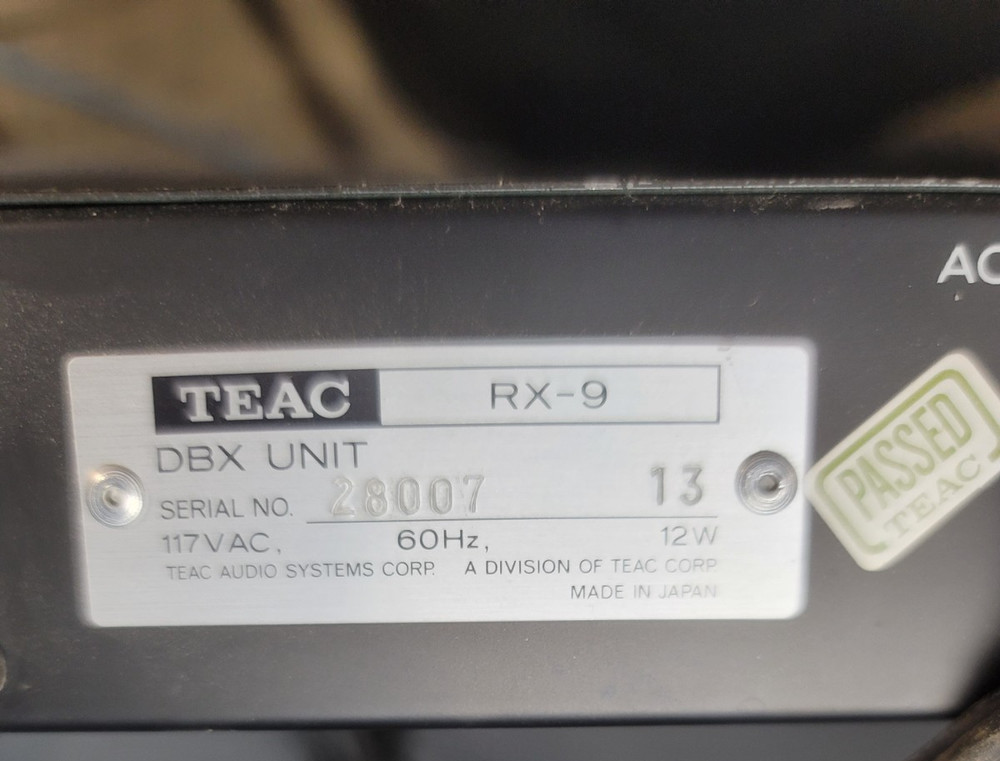 AC
TEAC RX-9
DBX UNIT
SERIAL NO. 28007 13
117VAC, 60Hz, 12W
TEAC AUDIO SYSTEMS CORP. A DIVISION OF TEAC CORP
MADE IN JAPAN
PASSED
TEAC